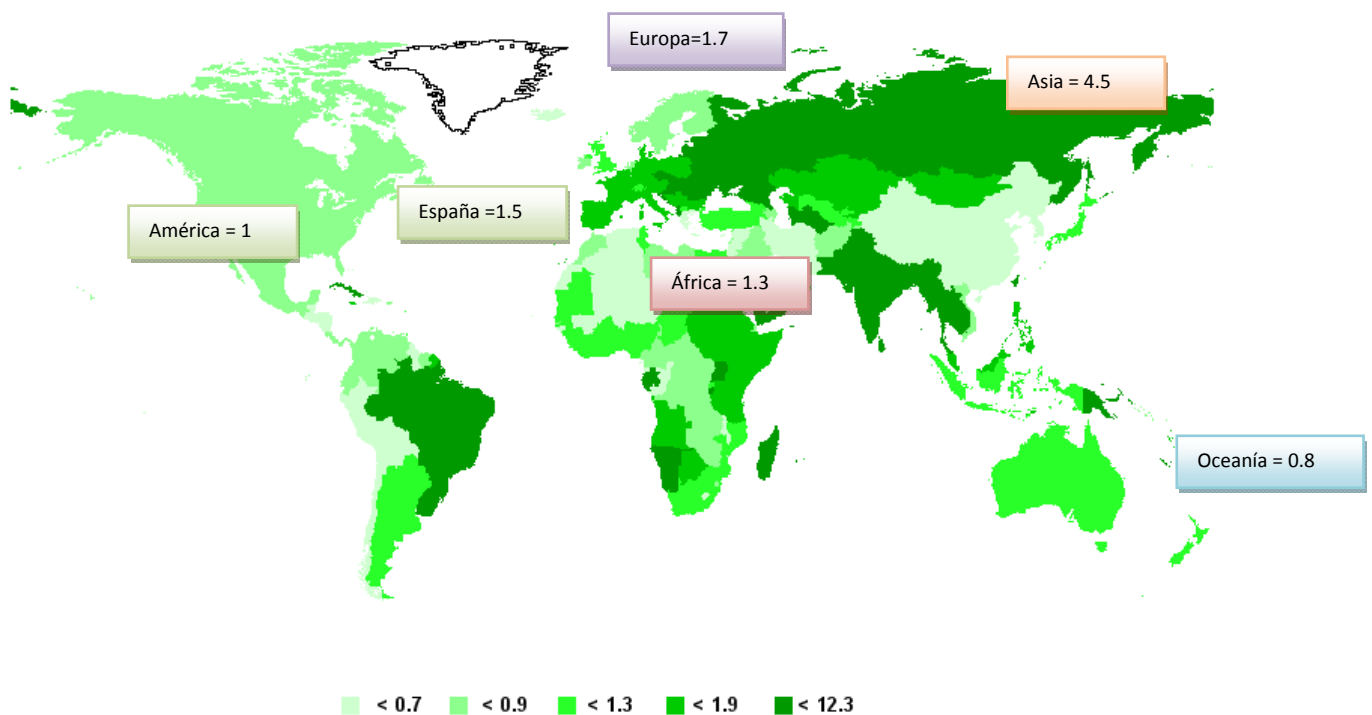 Europa=1.7
Asia = 4.5
España =1.5
América = 1
África = 1.3
Oceanía = 0.8
< 0.7 < 0.9 < 1.3 < 1.9 < 12.3